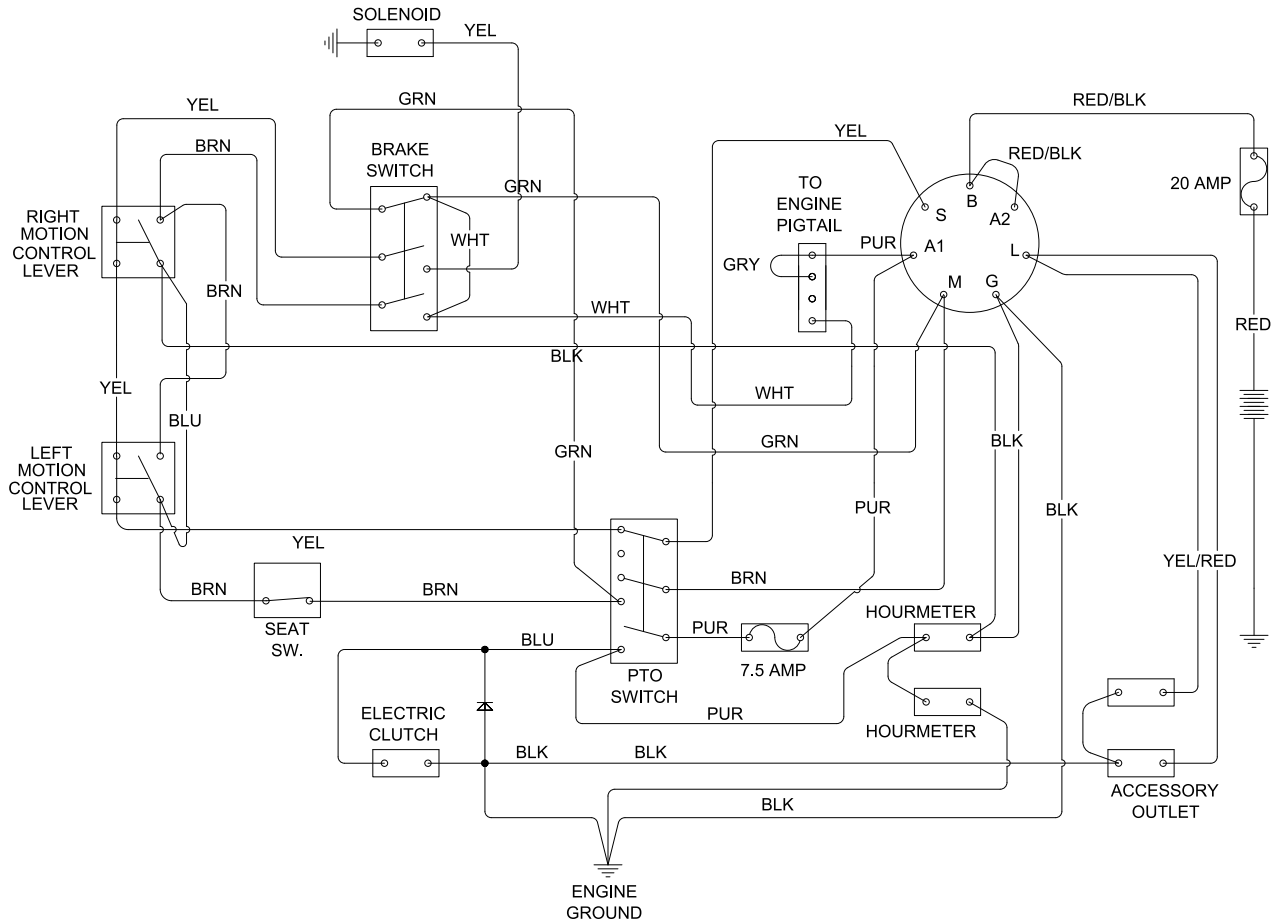 SOLENOID
YEL
GRN
RED/BLK
YEL
YEL
BRN
BRAKE
SWITCH
RED/BLK
TO
ENGINE
PIGTAIL
20 AMP
GRN
B
S
A2
RIGHT
MOTION
CONTROL
LEVER
WHT
PUR
A1
L
GRY
M
G
BRN
WHT
RED
BLK
YEL
WHT
BLU
GRN
BLK
LEFT
MOTION
CONTROL
LEVER
GRN
PUR
BLK
YEL
YEL/RED
BRN
BRN
BRN
SEAT
SW.
HOURMETER
BLU
PUR
7.5 AMP
PTO
SWITCH
PUR
ELECTRIC
CLUTCH
HOURMETER
BLK
BLK
ACCESSORY
OUTLET
BLK
ENGINE
GROUND